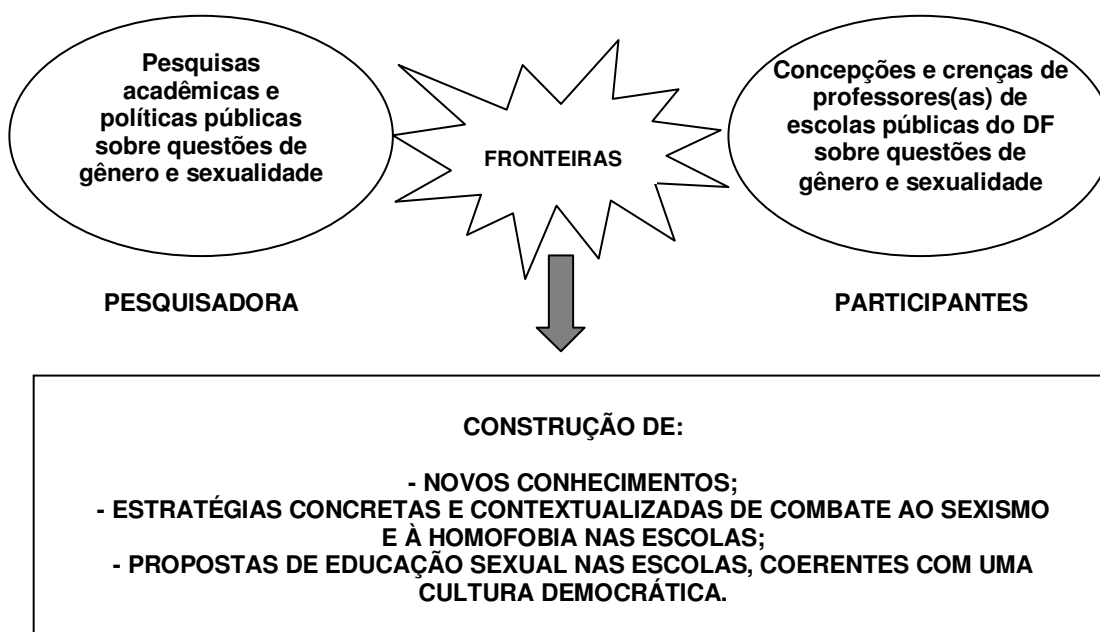 Pesquisas
acadêmicas e
políticas públicas
sobre questões de
gênero e sexualidade
FRONTEIRAS
Concepções e crenças de
professores(as) de
escolas públicas do DF
sobre questões de
gênero e sexualidade
PESQUISADORA
PARTICIPANTES
CONSTRUÇÃO DE:
- NOVOS CONHECIMENTOS;
- ESTRATÉGIAS CONCRETAS E CONTEXTUALIZADAS DE COMBATE AO SEXISMO
E À HOMOFOBIA NAS ESCOLAS;
- PROPOSTAS DE EDUCAÇÃO SEXUAL NAS ESCOLAS, COERENTES COM UMA
CULTURA DEMOCRÁTICA.